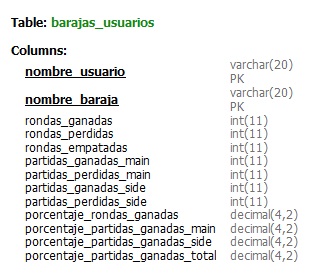 Table: barajas_usuarios
Columns:
nombre_usuario varchar(20) PK
nombre_baraja varchar(20) PK
rondas_ganadas int(11)
rondas_perdidas int(11)
rondas_empatadas int(11)
partidas_ganadas_main int(11)
partidas_perdidas_main int(11)
partidas_ganadas_side int(11)
partidas_perdidas_side int(11)
porcentaje_rondas_ganadas decimal(4,2)
porcentaje_partidas_ganadas_main decimal(4,2)
porcentaje_partidas_ganadas_side decimal(4,2)
porcentaje_partidas_ganadas_total decimal(4,2)